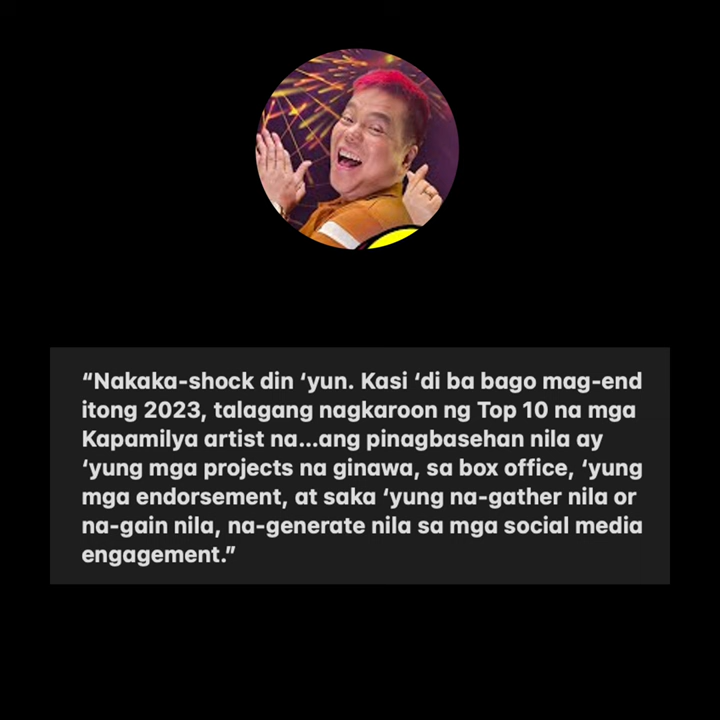 “Nakaka-shock din ‘yun. Kasi ‘di ba bago mag-end
itong 2023, talagang nagkaroon ng Top 10 na mga
Kapamilya artist na...ang pinagbasehan nila ay
‘yung mga projects na ginawa, sa box office, ‘yung
mga endorsement, at saka ‘yung na-gather nila or
na-gain nila, na-generate nila sa mga social media
engagement.”